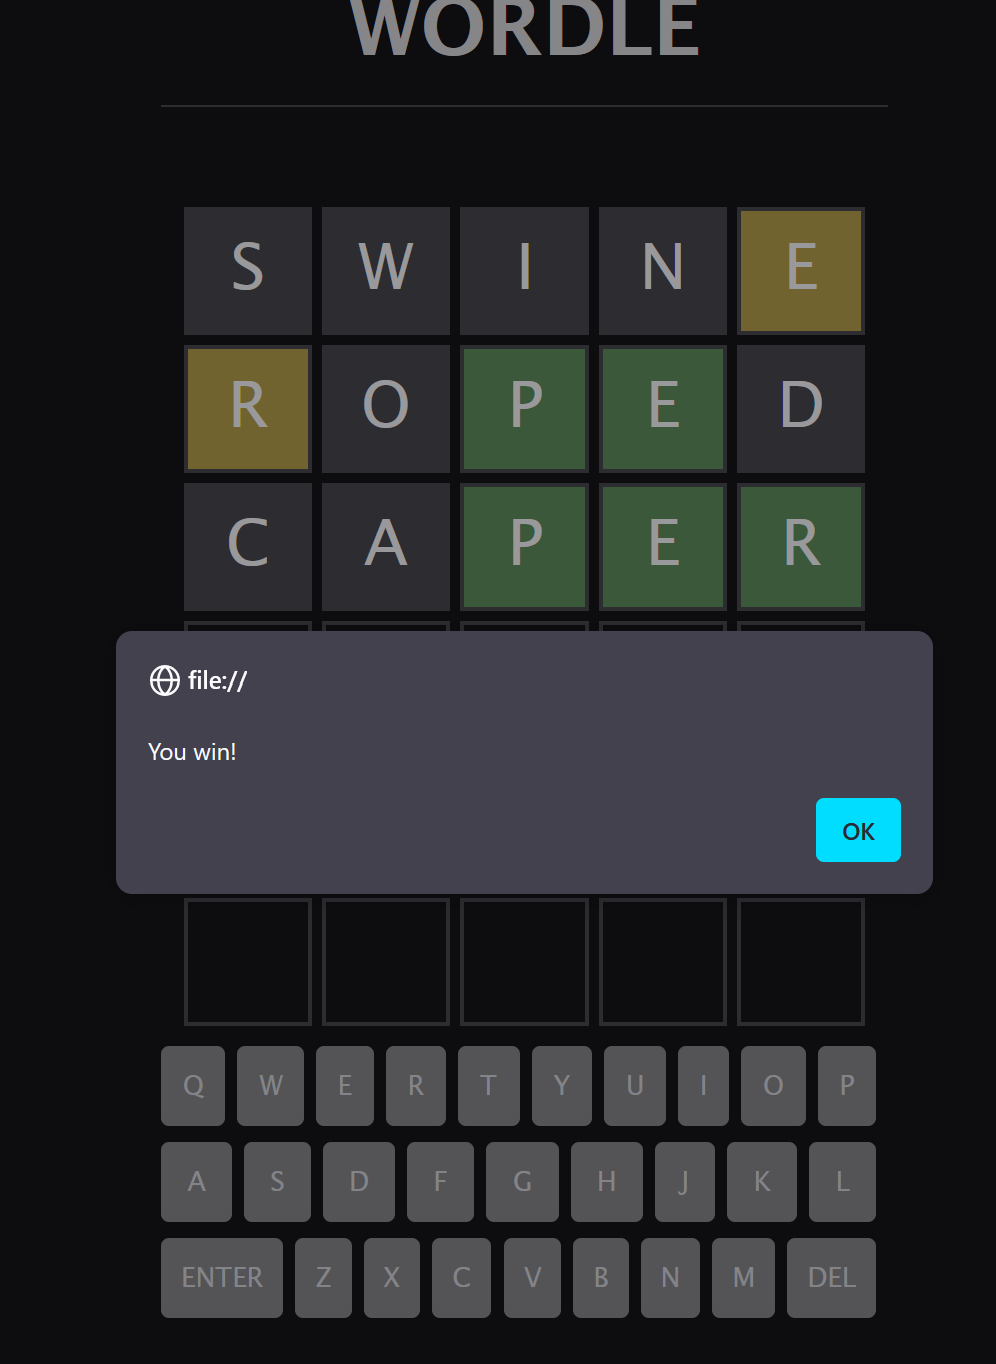 WORDLE
S W I N E
R O P E D
C A P E R
file://
You win!
OK
Q W E R T Y U I O P
A S D F G H J K L
ENTER Z X C V B N M DEL